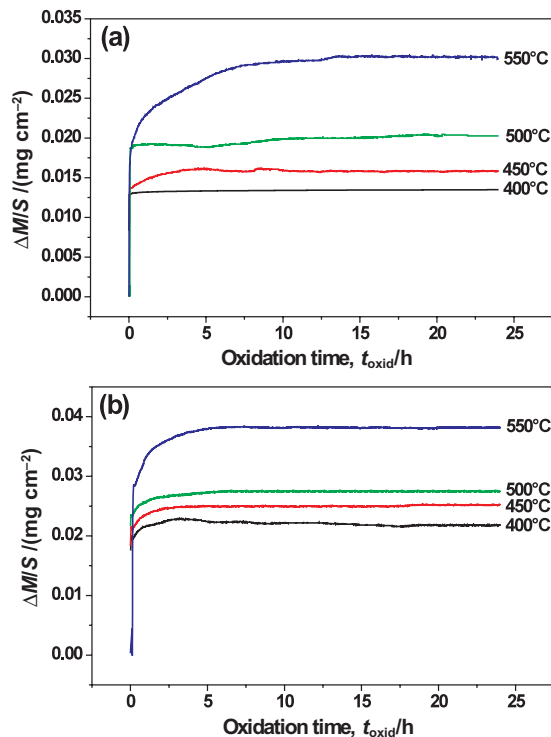 (a)
0.035
0.030
0.025
0.020
0.015
0.010
0.005
0.000
ΔM/S /(mg cm⁻²)
550°C
500°C
450°C
400°C
0 5 10 15 20 25
Oxidation time, t_oxid/h
(b)
0.04
0.03
0.02
0.01
0.00
ΔM/S /(mg cm⁻²)
550°C
500°C
450°C
400°C
0 5 10 15 20 25
Oxidation time, t_oxid/h